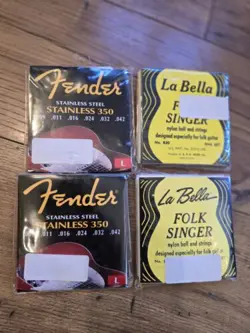 Fender
STAINLESS STEEL
STAINLESS 350
.011 .016 .024 .032 .042
L
La Bella
F
SINGER
nylon ball end strings
designed especially for folk guitar
No. 840
Fender
STAINLESS STEEL
STAINLESS 350
.011 .016 .024 .032 .042
L
La Bella
FOLK
SINGER
nylon ball end strings
designed especially for folk guitar